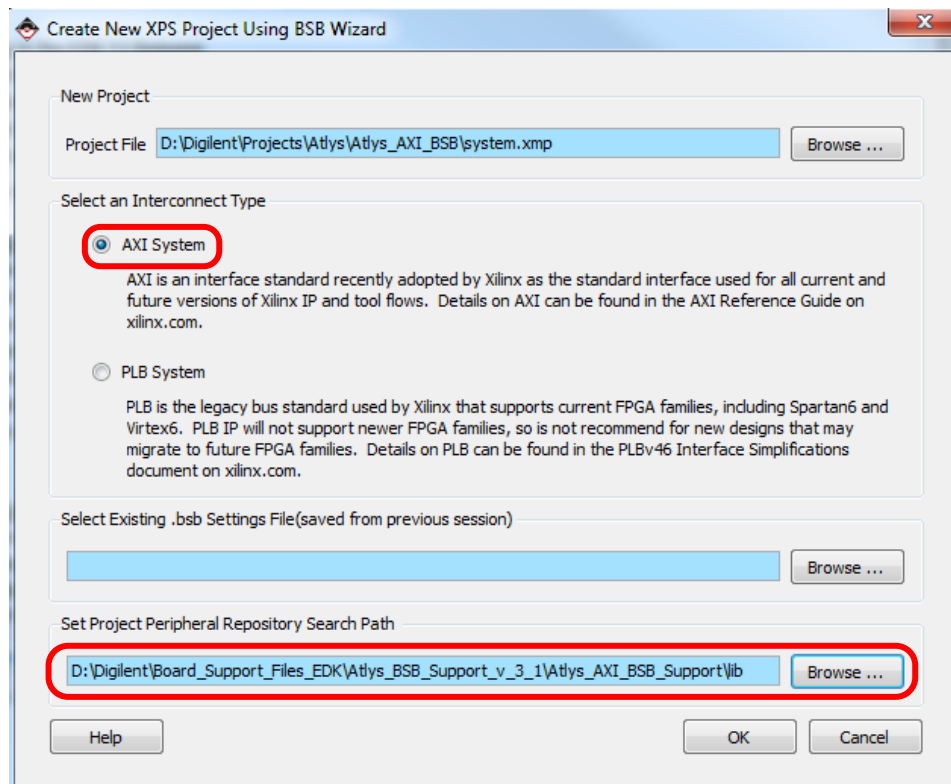 Create New XPS Project Using BSB Wizard
New Project
Project File D:\Digilent\Projects\Atlys\Atlys_AXI_BSB\system.xmp Browse ...
Select an Interconnect Type
AXI System
AXI is an interface standard recently adopted by Xilinx as the standard interface used for all current and
future versions of Xilinx IP and tool flows. Details on AXI can be found in the AXI Reference Guide on
xilinx.com.
PLB System
PLB is the legacy bus standard used by Xilinx that supports current FPGA families, including Spartan6 and
Virtex6. PLB IP will not support newer FPGA families, so is not recommend for new designs that may
migrate to future FPGA families. Details on PLB can be found in the PLBv46 Interface Simplifications
document on xilinx.com.
Select Existing .bsb Settings File(saved from previous session)
Browse ...
Set Project Peripheral Repository Search Path
D:\Digilent\Board_Support_Files_EDK\Atlys_BSB_Support_v_3_1\Atlys_AXI_BSB_Support\lib Browse ...
Help OK Cancel